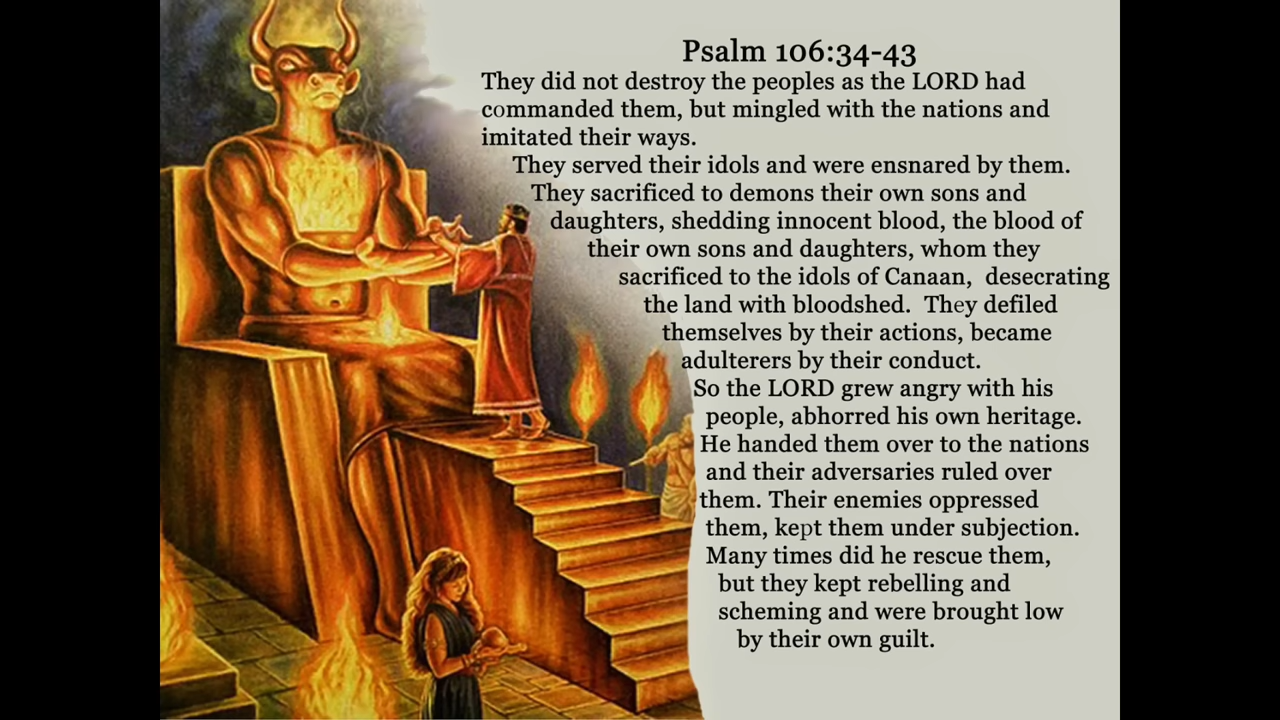 Psalm 106:34-43
They did not destroy the peoples as the LORD had
commanded them, but mingled with the nations and
imitated their ways.
They served their idols and were ensnared by them.
They sacrificed to demons their own sons and
daughters, shedding innocent blood, the blood of
their own sons and daughters, whom they
sacrificed to the idols of Canaan, desecrating
the land with bloodshed. They defiled
themselves by their actions, became
adulterers by their conduct.
So the LORD grew angry with his
people, abhorred his own heritage.
He handed them over to the nations
and their adversaries ruled over
them. Their enemies oppressed
them, kept them under subjection.
Many times did he rescue them,
but they kept rebelling and
scheming and were brought low
by their own guilt.